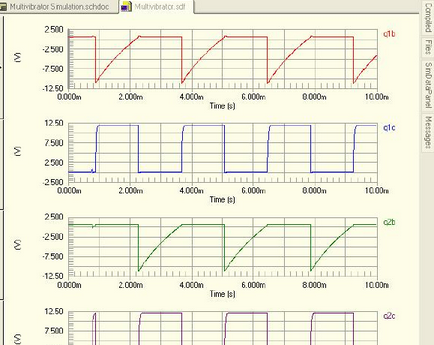 Multivibrator Simulation.schdoc Multivibrator.sdf
2.500 q1b
-2.500
(V)
-7.500
-12.50
0.000m 2.000m 4.000m 6.000m 8.000m 10.00m
Time (s)
12.50 q1c
7.500
(V)
2.500
-2.500
0.000m 2.000m 4.000m 6.000m 8.000m 10.00m
Time (s)
2.500 q2b
-2.500
(V)
-7.500
-12.50
0.000m 2.000m 4.000m 6.000m 8.000m 10.00m
Time (s)
12.50 q2c
7.500
Compiled
Files
SimDataPanel
Messages